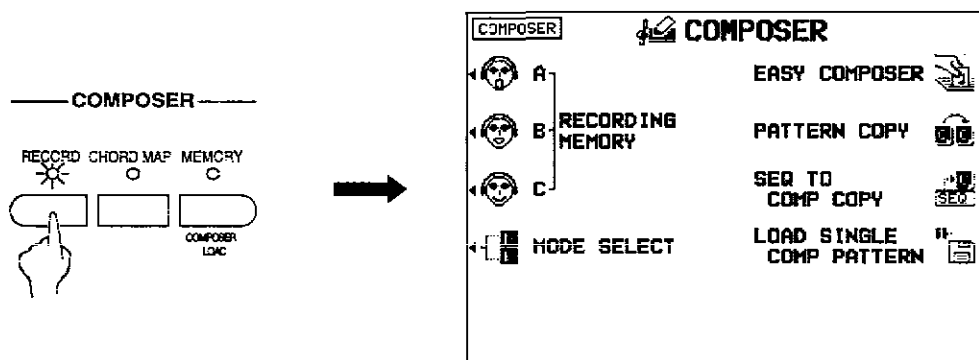 COMPOSER
RECORD CHORD MAP MEMORY
COMPOSER
LOAD
COMPOSER
COMPOSER
A
B
C
RECORDING
MEMORY
MODE SELECT
EASY COMPOSER
PATTERN COPY
SEQ TO
COMP COPY
SEQ
LOAD SINGLE
COMP PATTERN